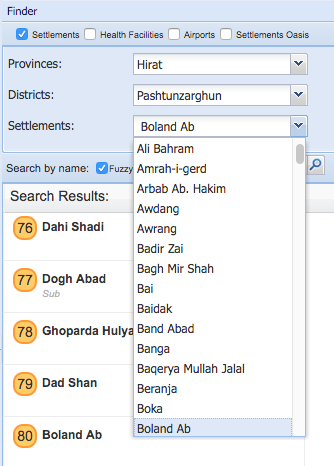 Finder
Settlements Health Facilities Airports Settlements Oasis
Provinces: Hirat
Districts: Pashtunzarghun
Settlements: Boland Ab
Ali Bahram
Amrah-i-gerd
Arbab Ab. Hakim
Awdang
Awrang
Badir Zai
Bagh Mir Shah
Bai
Baidak
Band Abad
Banga
Baqerya Mullah Jalal
Beranja
Boka
Boland Ab
Search by name: Fuzzy
Search Results:
76 Dahi Shadi
77 Dogh Abad
Sub
78 Ghoparda Hulya
79 Dad Shan
80 Boland Ab